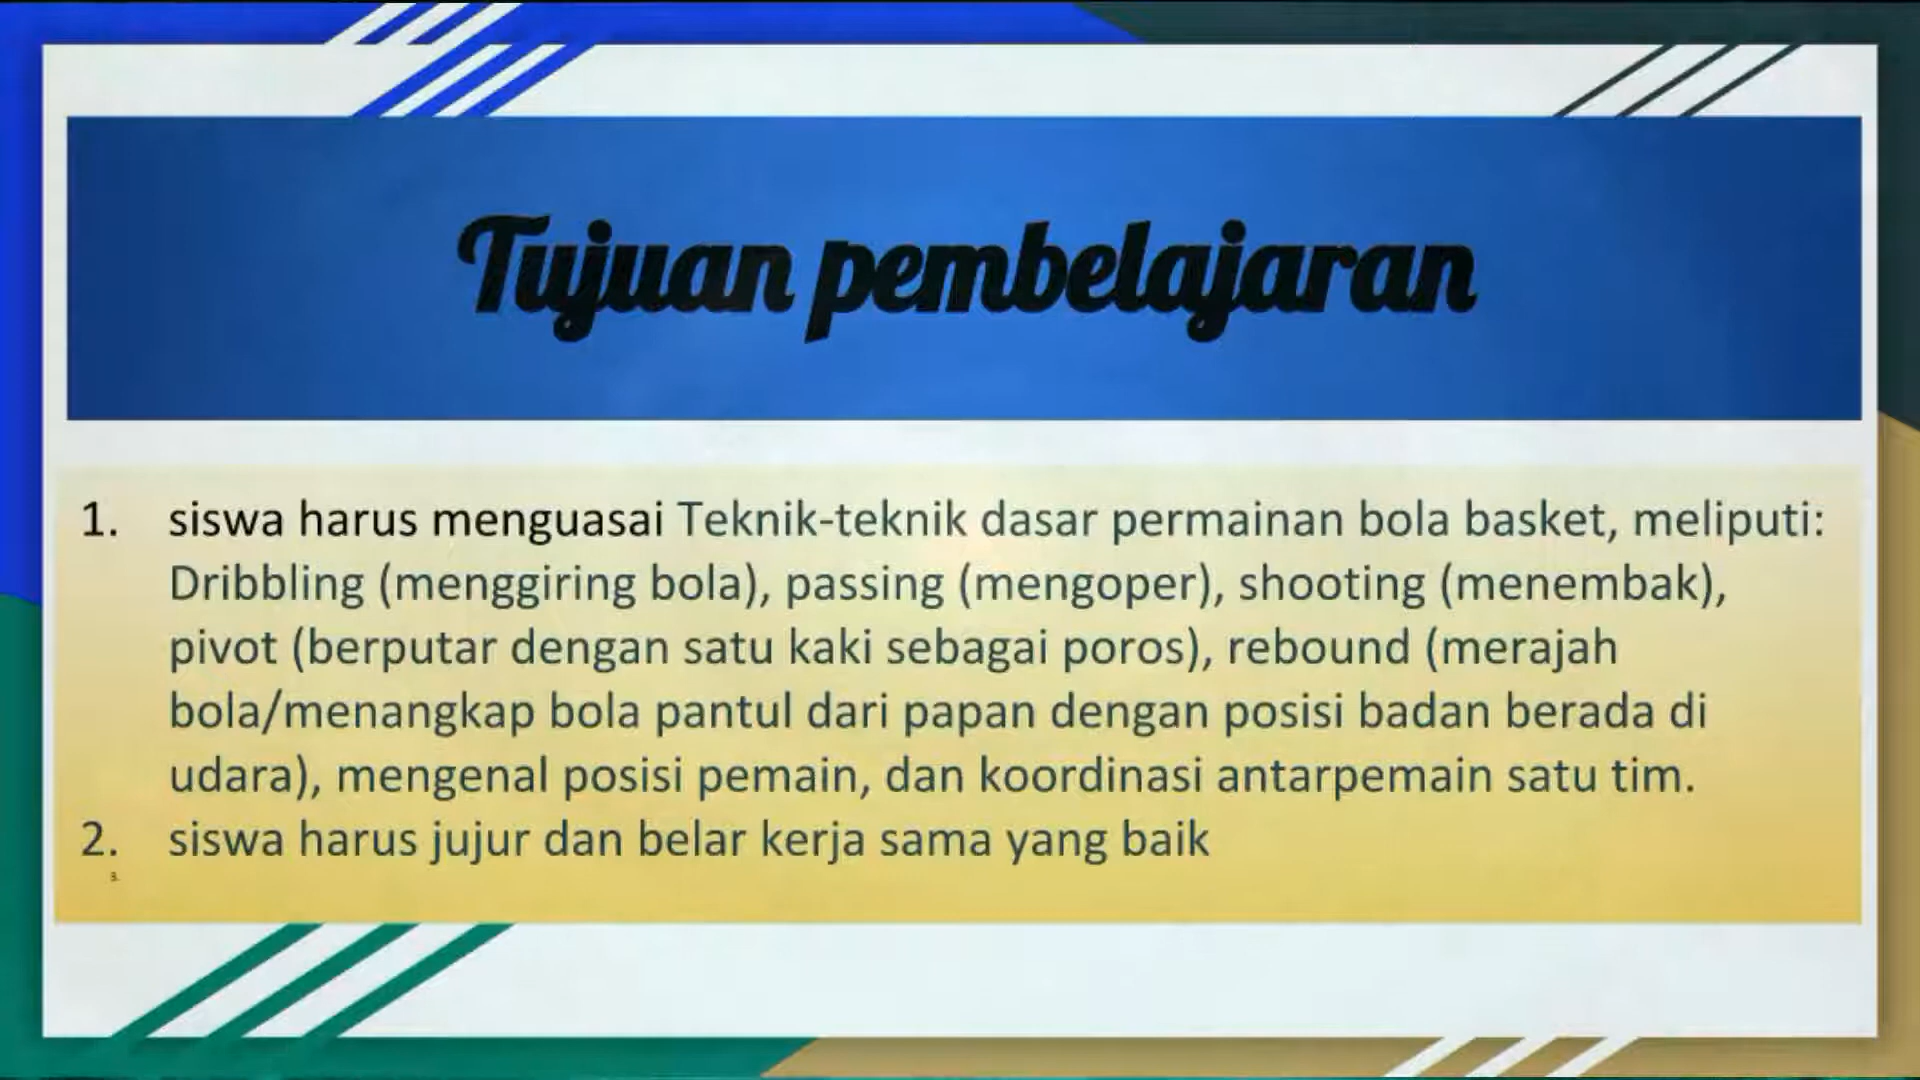 Tujuan pembelajaran
1. siswa harus menguasai Teknik-teknik dasar permainan bola basket, meliputi:
Dribbling (menggiring bola), passing (mengoper), shooting (menembak),
pivot (berputar dengan satu kaki sebagai poros), rebound (merajah
bola/menangkap bola pantul dari papan dengan posisi badan berada di
udara), mengenal posisi pemain, dan koordinasi antarpemain satu tim.
2. siswa harus jujur dan belar kerja sama yang baik
3.